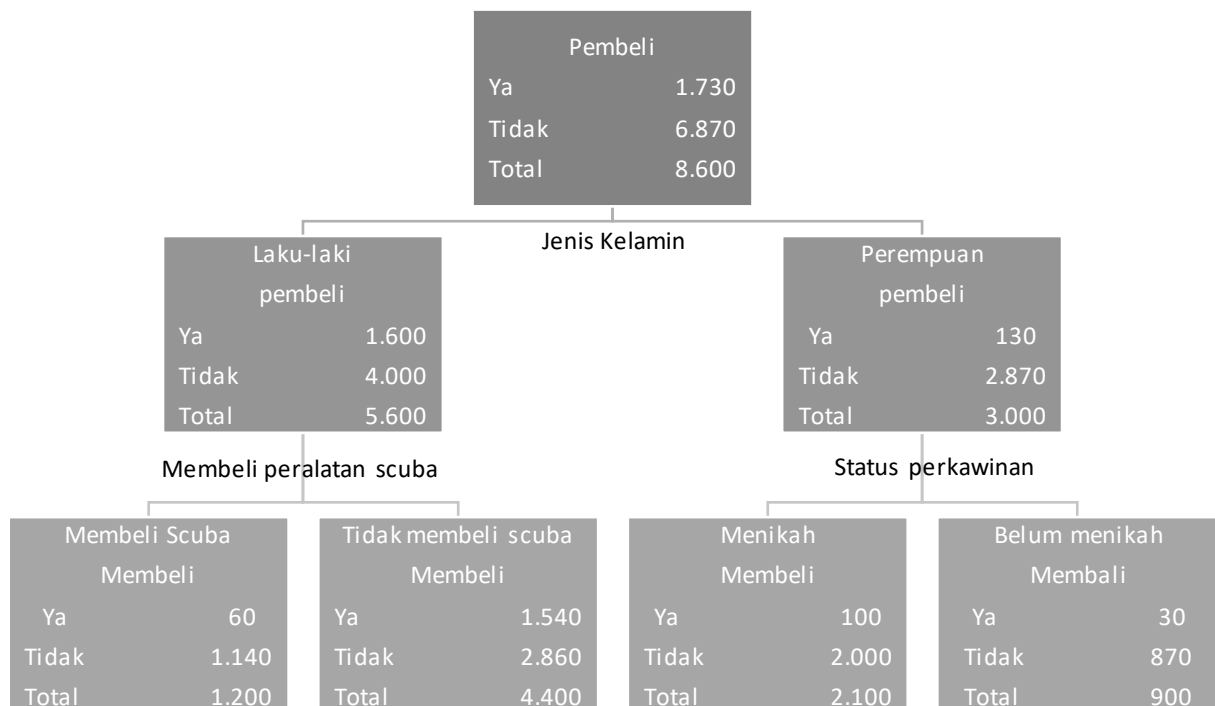 Pembeli
Ya 1.730
Tidak 6.870
Total 8.600
Jenis Kelamin
Laku-laki
pembeli
Ya 1.600
Tidak 4.000
Total 5.600
Perempuan
pembeli
Ya 130
Tidak 2.870
Total 3.000
Membeli peralatan scuba
Status perkawinan
Membeli Scuba
Membeli
Ya 60
Tidak 1.140
Total 1.200
Tidak membeli scuba
Membeli
Ya 1.540
Tidak 2.860
Total 4.400
Menikah
Membeli
Ya 100
Tidak 2.000
Total 2.100
Belum menikah
Membali
Ya 30
Tidak 870
Total 900